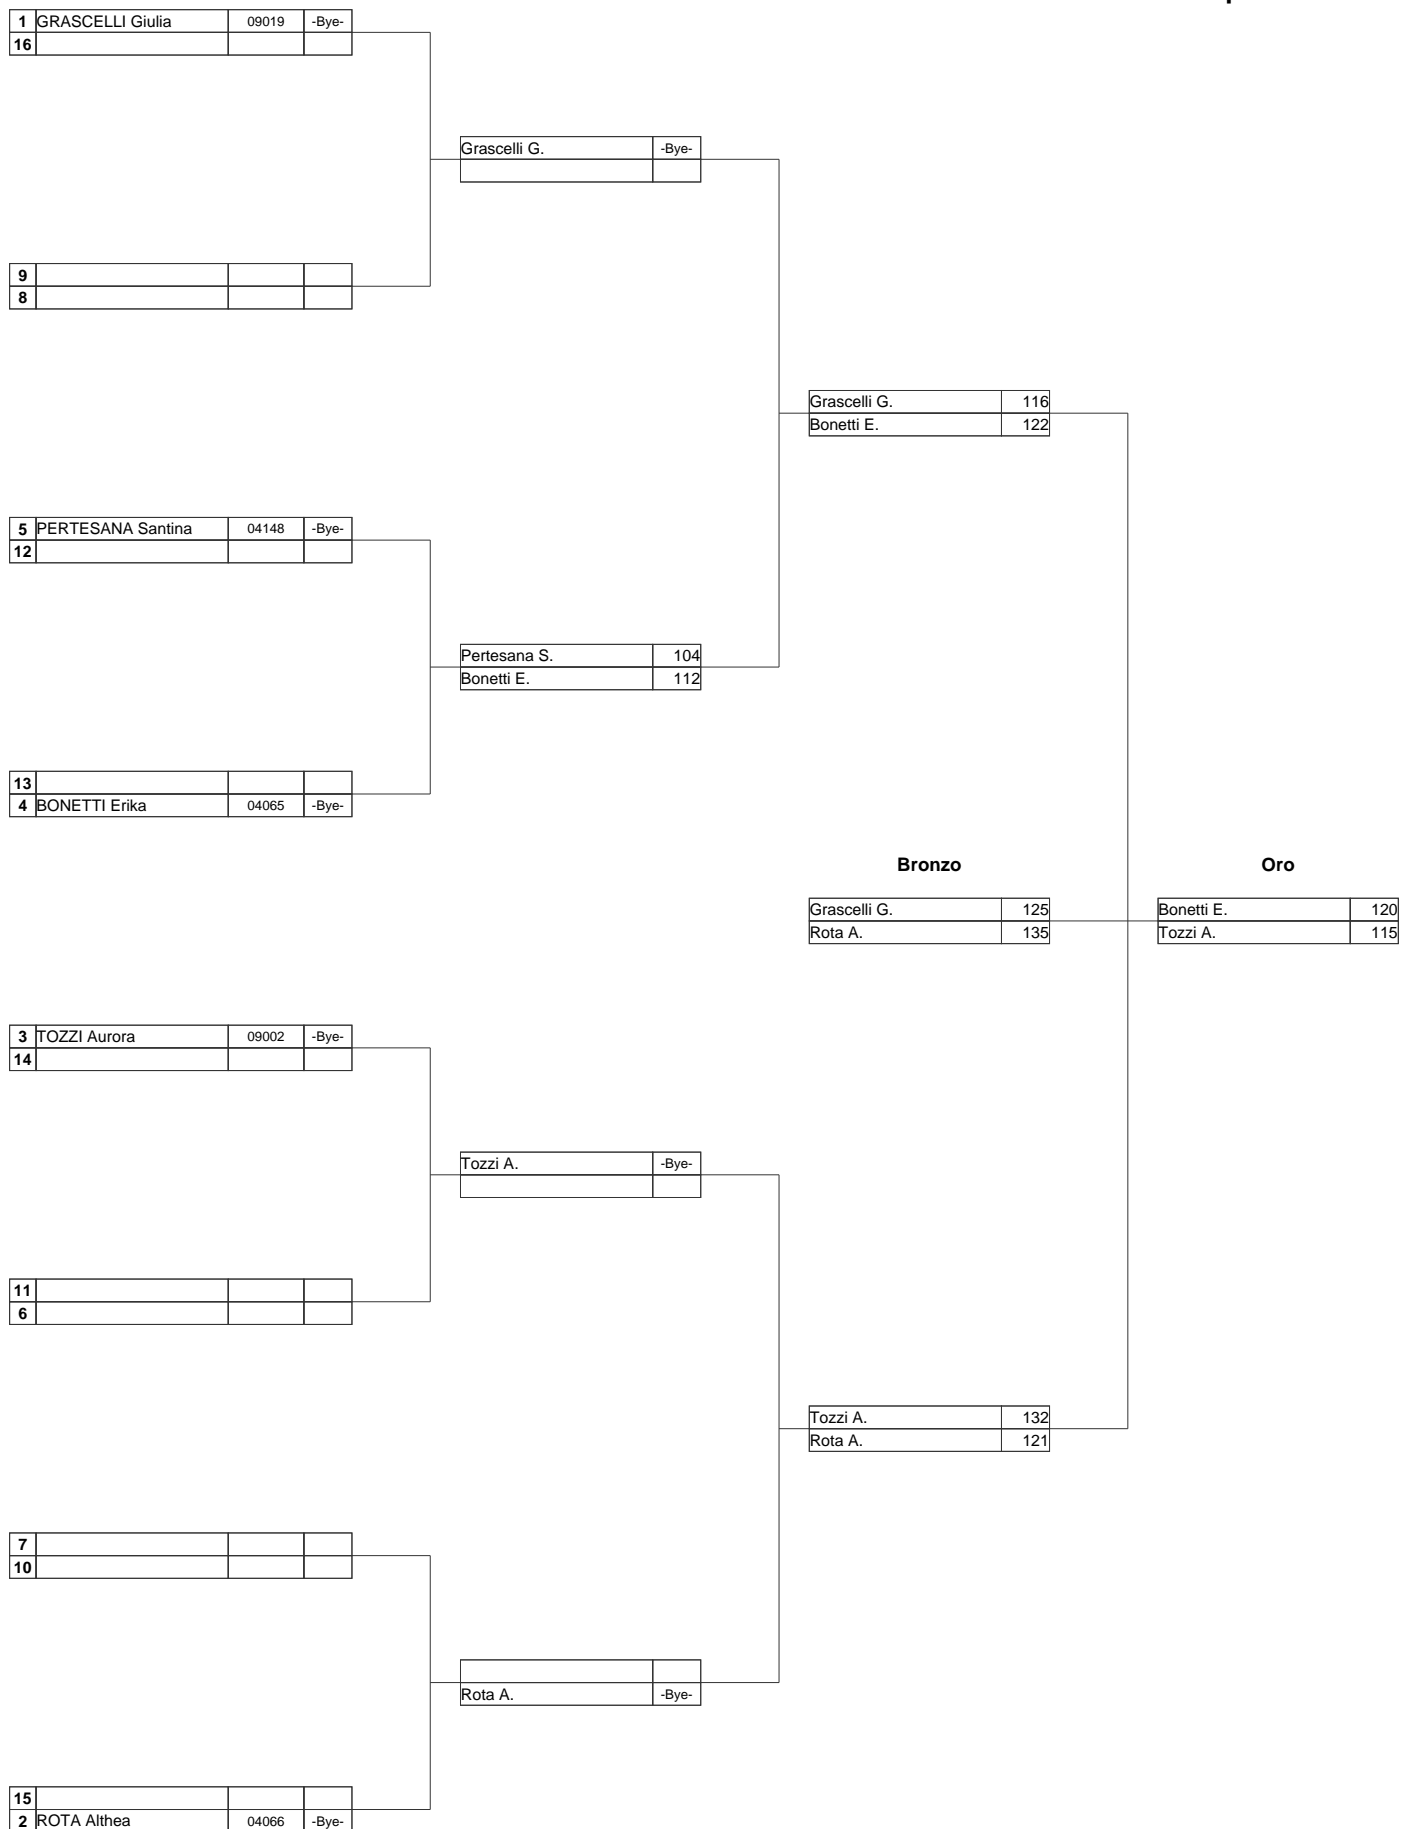 1 GRASCELLI Giulia 09019 -Bye-
16
Grascelli G. -Bye-
9
8
Grascelli G. 116
Bonetti E. 122
5 PERTESANA Santina 04148 -Bye-
12
Pertesana S. 104
Bonetti E. 112
13
4 BONETTI Erika 04065 -Bye-
Bronzo Oro
Grascelli G. 125 Bonetti E. 120
Rota A. 135 Tozzi A. 115
3 TOZZI Aurora 09002 -Bye-
14
Tozzi A. -Bye-
11
6
Tozzi A. 132
Rota A. 121
7
10
Rota A. -Bye-
15
2 ROTA Althea 04066 -Bye-